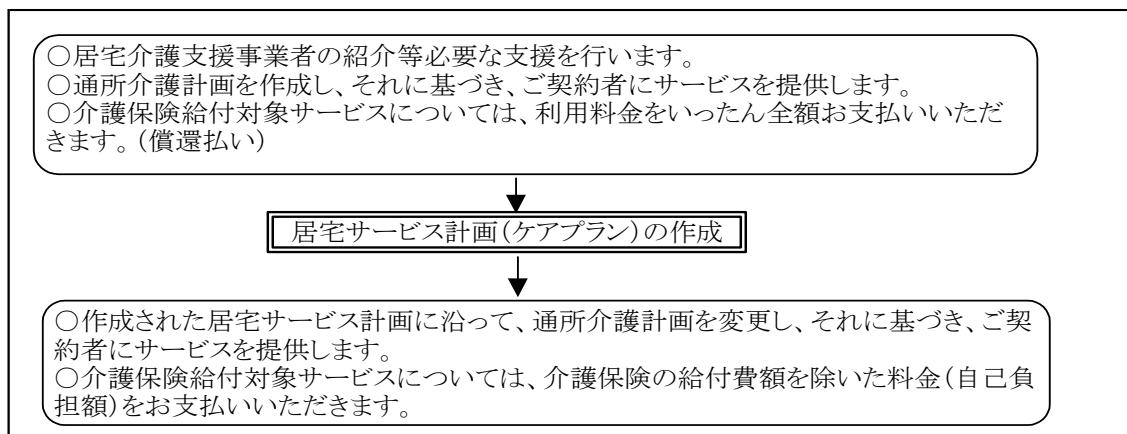 ○居宅介護支援事業者の紹介等必要な支援を行います。
○通所介護計画を作成し、それに基づき、ご契約者にサービスを提供します。
○介護保険給付対象サービスについては、利用料金をいったん全額お支払いいただ
きます。(償還払い)
居宅サービス計画(ケアプラン)の作成
○作成された居宅サービス計画に沿って、通所介護計画を変更し、それに基づき、ご契
約者にサービスを提供します。
○介護保険給付対象サービスについては、介護保険の給付費額を除いた料金(自己負
担額)をお支払いいただきます。